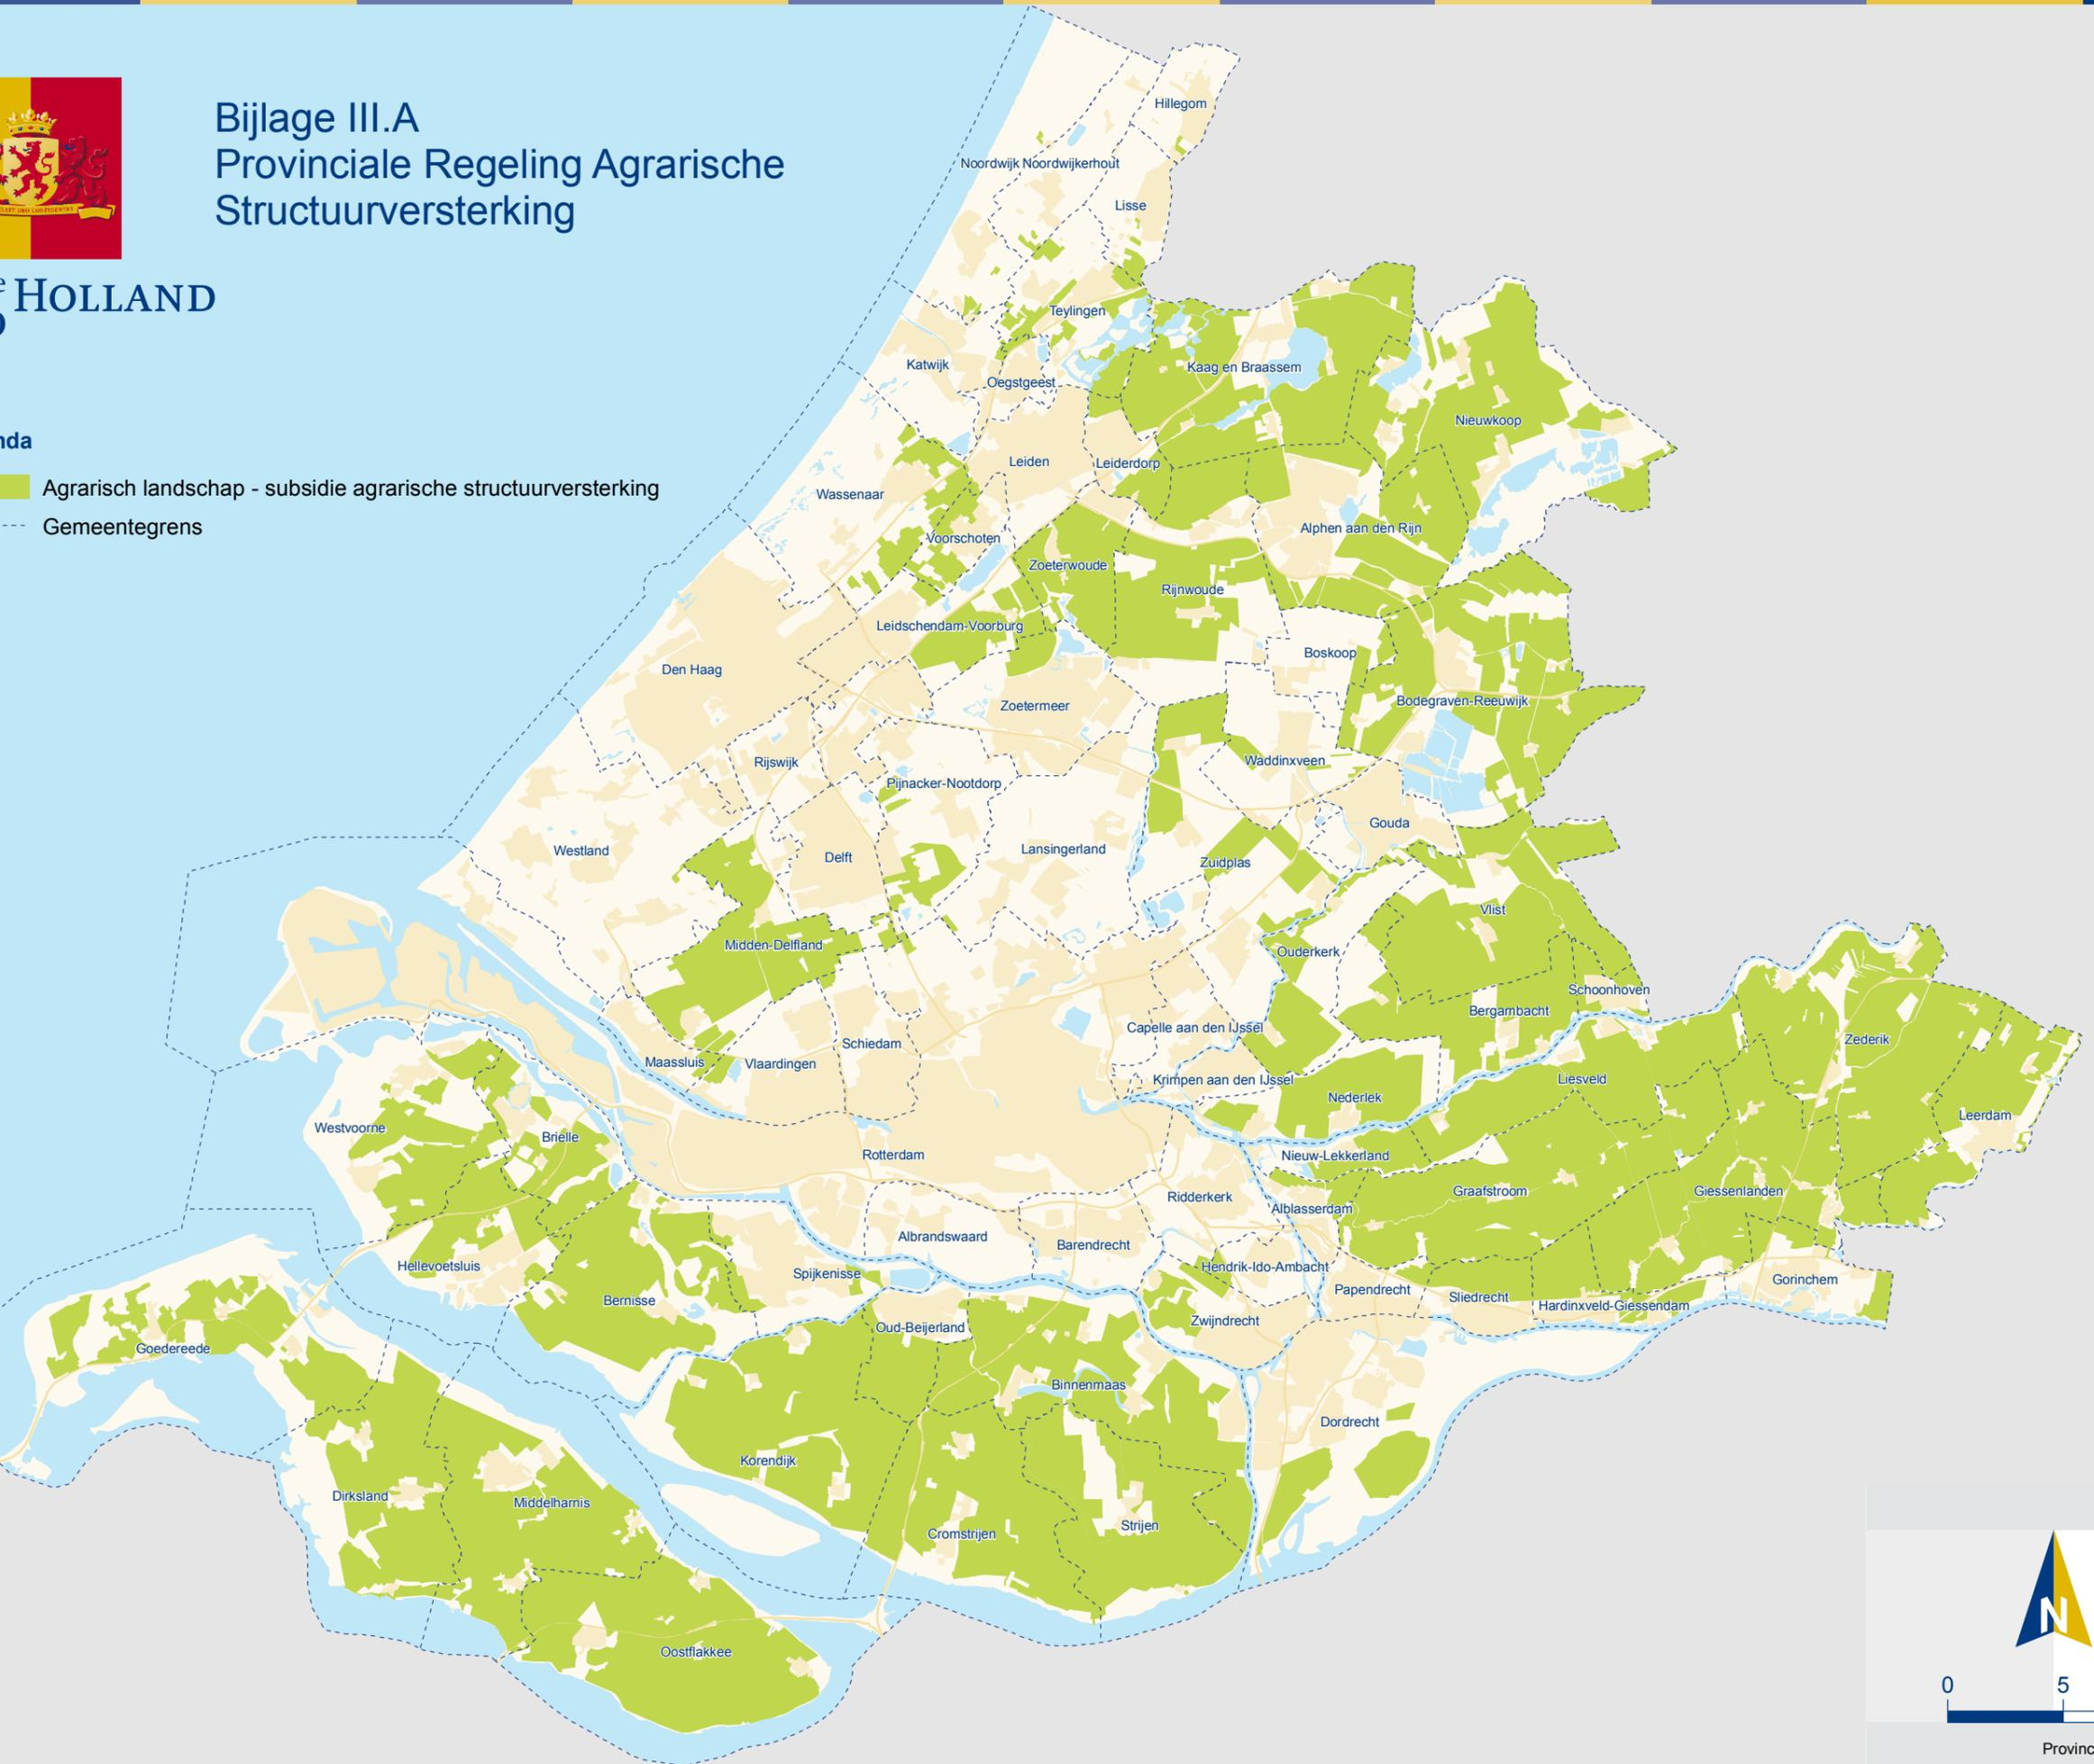 Bijlage III.A
Provinciale Regeling Agrarische
Structuurversterking
HOLLAND
nda
Agrarisch landschap - subsidie agrarische structuurversterking
Gemeentegrens
Hillegom
Noordwijk Noordwijkerhout
Lisse
Teylingen
Katwijk
Oegstgeest
Kaag en Braassem
Nieuwkoop
Leiden
Leiderdorp
Wassenaar
Alphen aan den Rijn
Voorschoten
Zoeterwoude
Rijnwoude
Leidschendam-Voorburg
Boskoop
Den Haag
Bodegraven-Reeuwijk
Zoetermeer
Rijswijk
Waddinxveen
Pijnacker-Nootdorp
Gouda
Westland
Delft
Lansingerland
Zuidplas
Vlist
Midden-Delfland
Ouderkerk
Schoonhoven
Bergambacht
Capelle aan den IJssel
Schiedam
Zederik
Maassluis
Vlaardingen
Krimpen aan den IJssel
Liesveld
Nederlek
Leerdam
Westvoorne
Brielle
Rotterdam
Nieuw-Lekkerland
Ridderkerk
Graafstroom
Giessenlanden
Alblasserdam
Albrandswaard
Barendrecht
Hellevoetsluis
Spijkenisse
Hendrik-Ido-Ambacht
Gorinchem
Bernisse
Papendrecht
Sliedrecht
Hardinxveld-Giessendam
Oud-Beijerland
Zwijndrecht
Goedereede
Binnenmaas
Dordrecht
Korendijk
Dirksland
Middelharnis
Strijen
Cromstrijen
Oostflakkee
N
0 5
Provinc